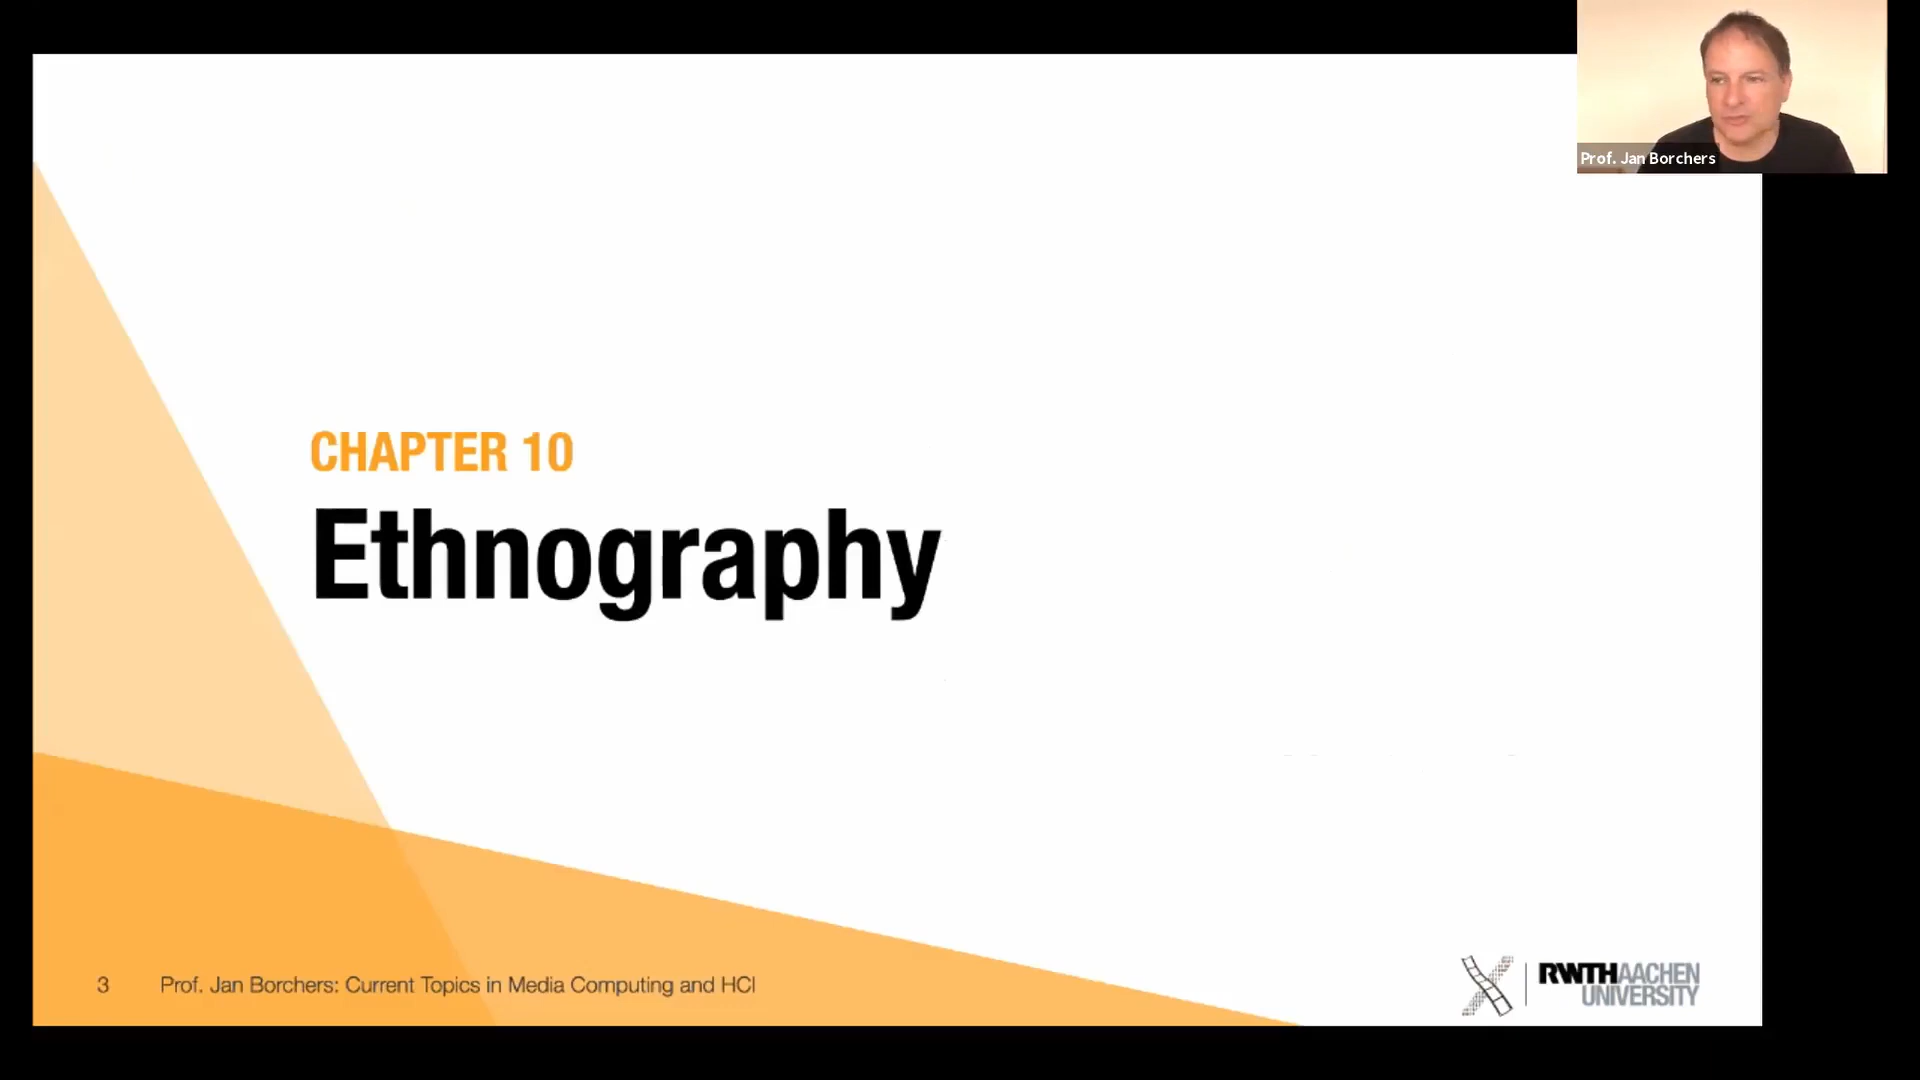 Prof. Jan Borchers
CHAPTER 10
Ethnography
3 Prof. Jan Borchers: Current Topics in Media Computing and HCI
RWTHAACHEN
UNIVERSITY